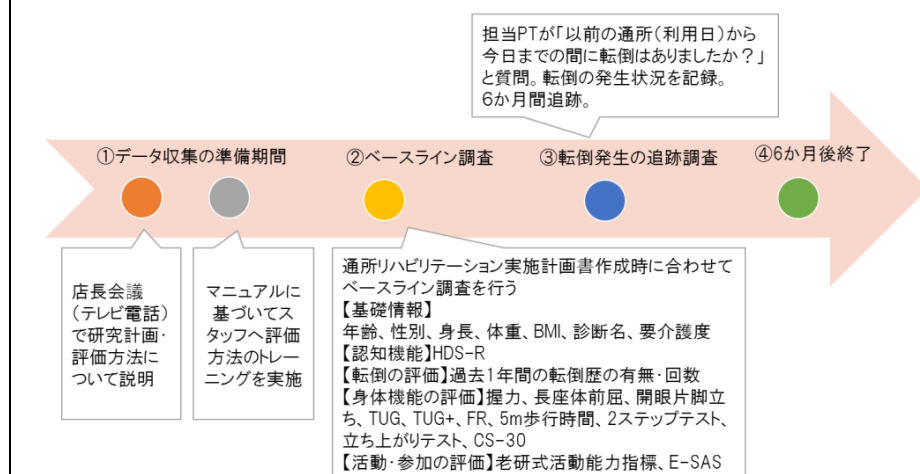 担当PTが「以前の通所(利用日)から
今日までの間に転倒はありましたか?」
と質問。転倒の発生状況を記録。
6か月間追跡。
①データ収集の準備期間
②ベースライン調査
③転倒発生の追跡調査
④6か月後終了
店長会議
(テレビ電話)
で研究計画・
評価方法に
ついて説明
マニュアルに
基づいてス
タッフへ評価
方法のトレー
ニングを実施
通所リハビリテーション実施計画書作成時に合わせて
ベースライン調査を行う
【基礎情報】
年齢、性別、身長、体重、BMI、診断名、要介護度
【認知機能】HDS-R
【転倒の評価】過去1年間の転倒歴の有無・回数
【身体機能の評価】握力、長座体前屈、開眼片脚立
ち、TUG、TUG+、FR、5m歩行時間、2ステップテスト、
立ち上がりテスト、CS-30
【活動・参加の評価】老研式活動能力指標、E-SAS